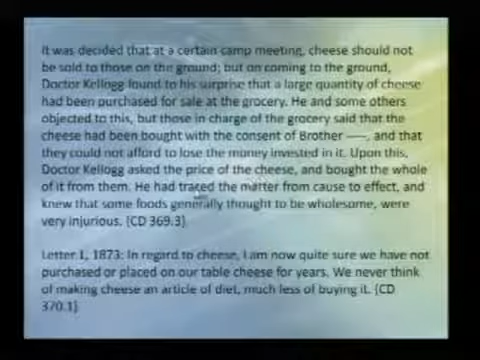 It was decided that at a certain camp meeting, cheese should not
be sold to those on the ground; but on coming to the ground,
Doctor Kellogg found to his surprise that a large quantity of cheese
had been purchased for sale at the grocery. He and some others
objected to this, but those in charge of the grocery said that the
cheese had been bought with the consent of Brother -----, and that
they could not afford to lose the money invested in it. Upon this,
Doctor Kellogg asked the price of the cheese, and bought the whole
of it from them. He had traced the matter from cause to effect, and
knew that some foods generally thought to be wholesome, were
very injurious. {CD 369.3}
Letter 1, 1873: In regard to cheese, I am now quite sure we have not
purchased or placed on our table cheese for years. We never think
of making cheese an article of diet, much less of buying it. {CD
370.1}